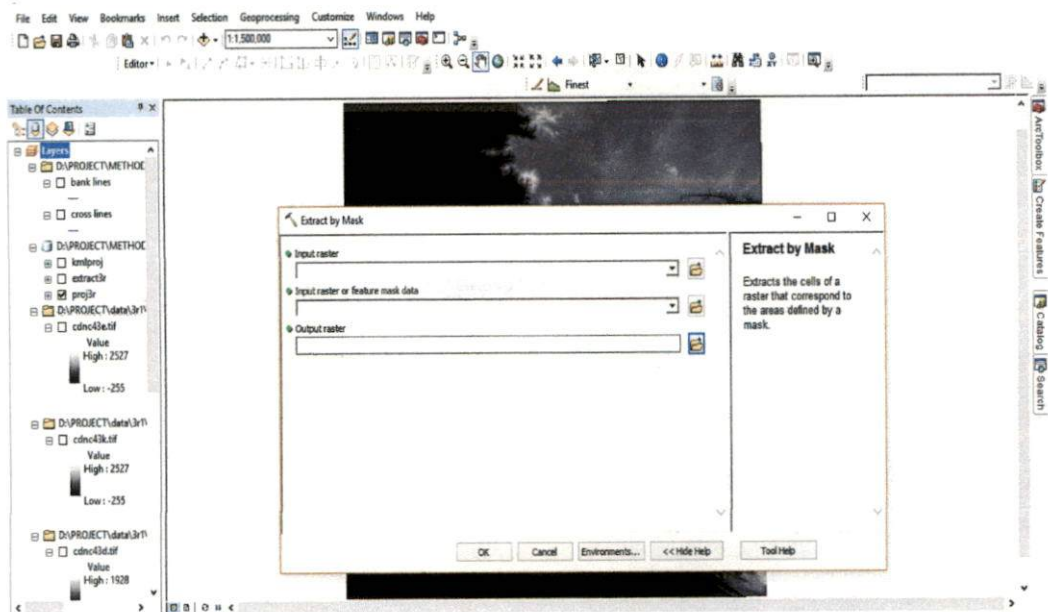 File Edit View Bookmarks Insert Selection Geoprocessing Customize Windows Help
1:1,500,000
Editor
Finest
Table Of Contents
Layers
D:\PROJECT\METHOD
bank lines
cross lines
D:\PROJECT\METHOD
kmlproj
extract3r
proj3r
D:\PROJECT\data\3r1\
cdnc43e.tif
Value
High : 2527
Low : -255
D:\PROJECT\data\3r1\
cdnc43k.tif
Value
High : 2527
Low : -255
D:\PROJECT\data\3r1\
cdnc43d.tif
Value
High : 1928
Extract by Mask
Input raster
Input raster or feature mask data
Output raster
OK Cancel Environments... << Hide Help Tool Help
Extract by Mask
Extracts the cells of a
raster that correspond to
the areas defined by a
mask.
ArcToolbox
Create Features
Catalog
Search